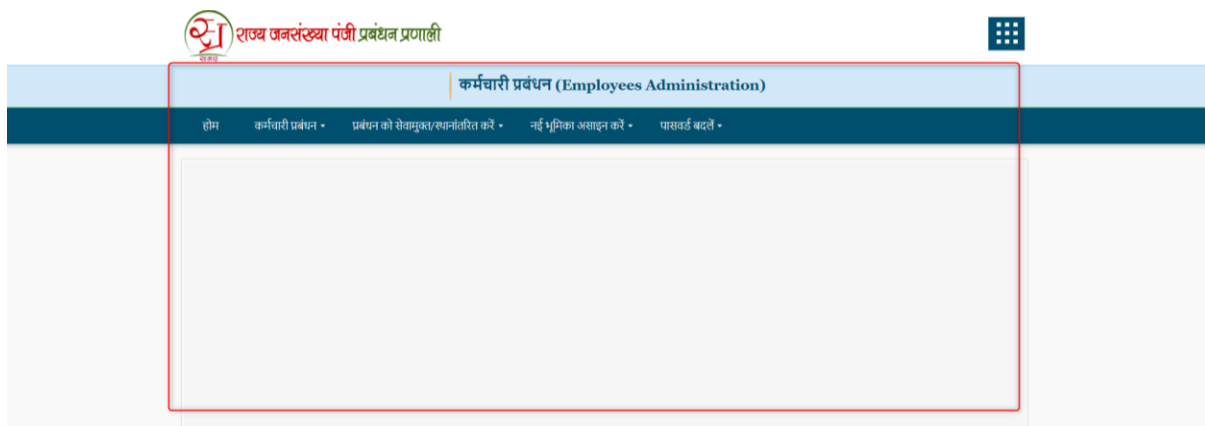 राज्य जनसंख्या पंजी प्रबंधन प्रणाली
समग्र
कर्मचारी प्रबंधन (Employees Administration)
होम कर्मचारी प्रबंधन प्रबंधन को सेवामुक्त/स्थानांतरित करें नई भूमिका असाइन करें पासवर्ड बदलें